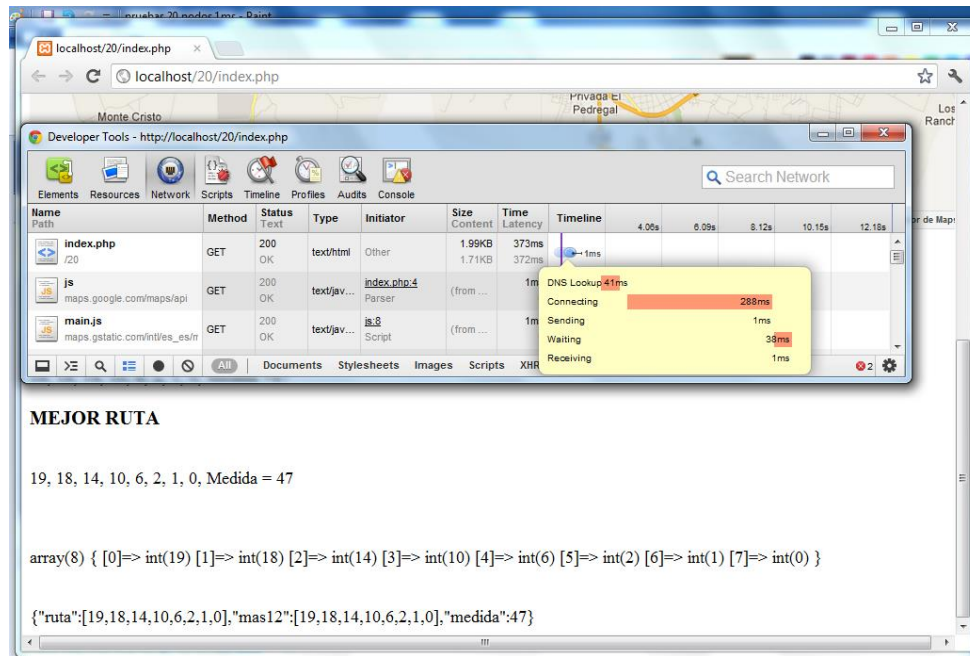 pruebas 20 nodos 1mr - Paint
localhost/20/index.php
localhost/20/index.php
Monte Cristo
Privada El
Pedregal
Los
Ranch
Developer Tools - http://localhost/20/index.php
Elements Resources Network Scripts Timeline Profiles Audits Console
Search Network
Name Method Status Type Initiator Size Time Timeline
Path Text Content Latency 4.06s 6.09s 8.12s 10.15s 12.18s
index.php GET 200 text/html Other 1.99KB 373ms 1ms
/20 OK 1.71KB 372ms
js GET 200 text/jav... index.php:4 (from ... 1m
maps.google.com/maps/api OK Parser
main.js GET 200 text/jav... js:8 (from ... 1m
maps.gstatic.com/intl/es_es/m OK Script
DNS Lookup 41ms
Connecting 288ms
Sending 1ms
Waiting 38ms
Receiving 1ms
All Documents Stylesheets Images Scripts XHR 2
or de Maps
MEJOR RUTA
19, 18, 14, 10, 6, 2, 1, 0, Medida = 47
array(8) { [0]=> int(19) [1]=> int(18) [2]=> int(14) [3]=> int(10) [4]=> int(6) [5]=> int(2) [6]=> int(1) [7]=> int(0) }
{"ruta":[19,18,14,10,6,2,1,0],"mas12":[19,18,14,10,6,2,1,0],"medida":47}